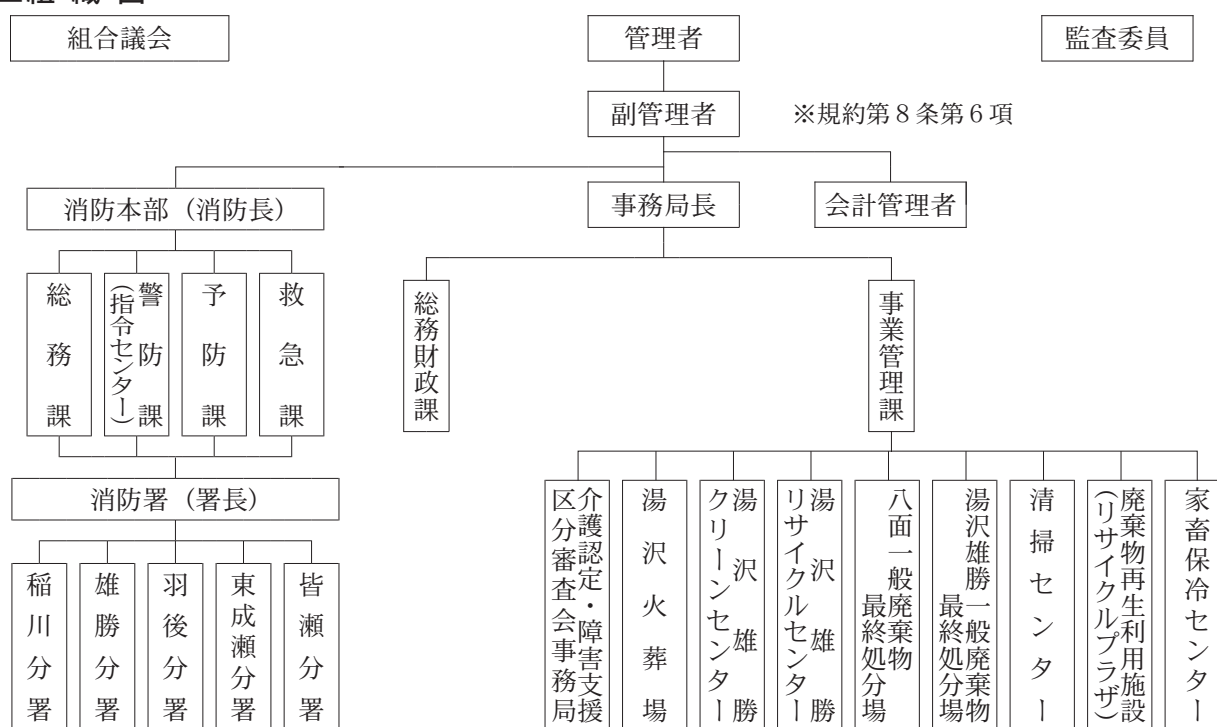 組合議会
管理者
監査委員
副管理者
※規約第８条第６項
消防本部（消防長）
事務局長
会計管理者
総務課
警防課
（指令センター）
予防課
救急課
総務財政課
事業管理課
消防署（署長）
稲川分署
雄勝分署
羽後分署
東成瀬分署
皆瀬分署
介護認定・障害支援
区分審査会事務局
湯沢火葬場
湯沢雄勝
クリーンセンター
湯沢雄勝
リサイクルセンター
八面一般廃棄物
最終処分場
湯沢雄勝一般廃棄物
最終処分場
清掃センター
廃棄物再生利用施設
（リサイクルプラザ）
家畜保冷センター